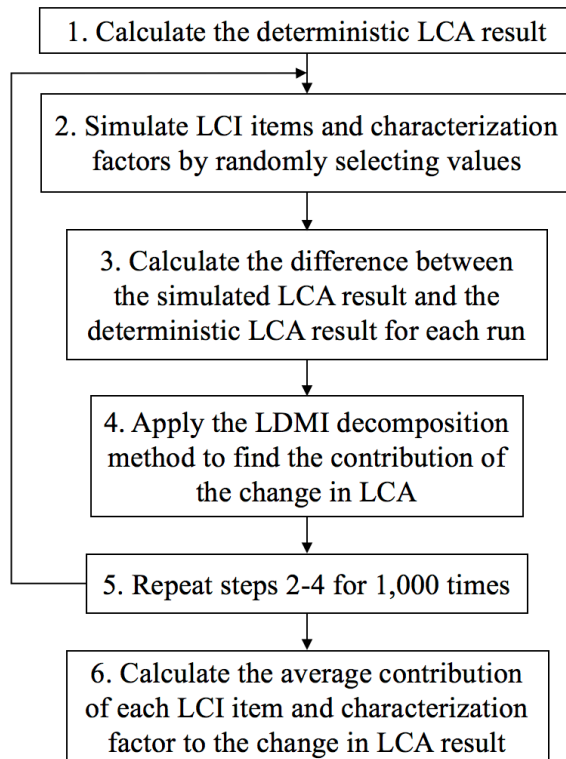 1. Calculate the deterministic LCA result
2. Simulate LCI items and characterization
factors by randomly selecting values
3. Calculate the difference between
the simulated LCA result and the
deterministic LCA result for each run
4. Apply the LDMI decomposition
method to find the contribution of
the change in LCA
5. Repeat steps 2-4 for 1,000 times
6. Calculate the average contribution
of each LCI item and characterization
factor to the change in LCA result